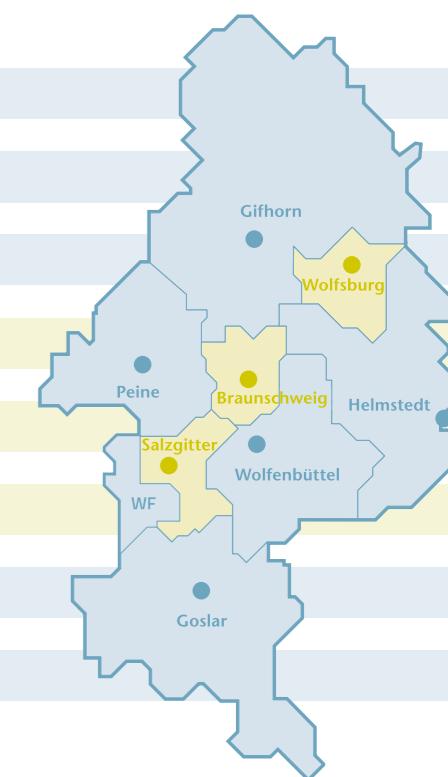 Gifhorn
Wolfsburg
Peine
Braunschweig
Helmstedt
Salzgitter
Wolfenbüttel
WF
Goslar